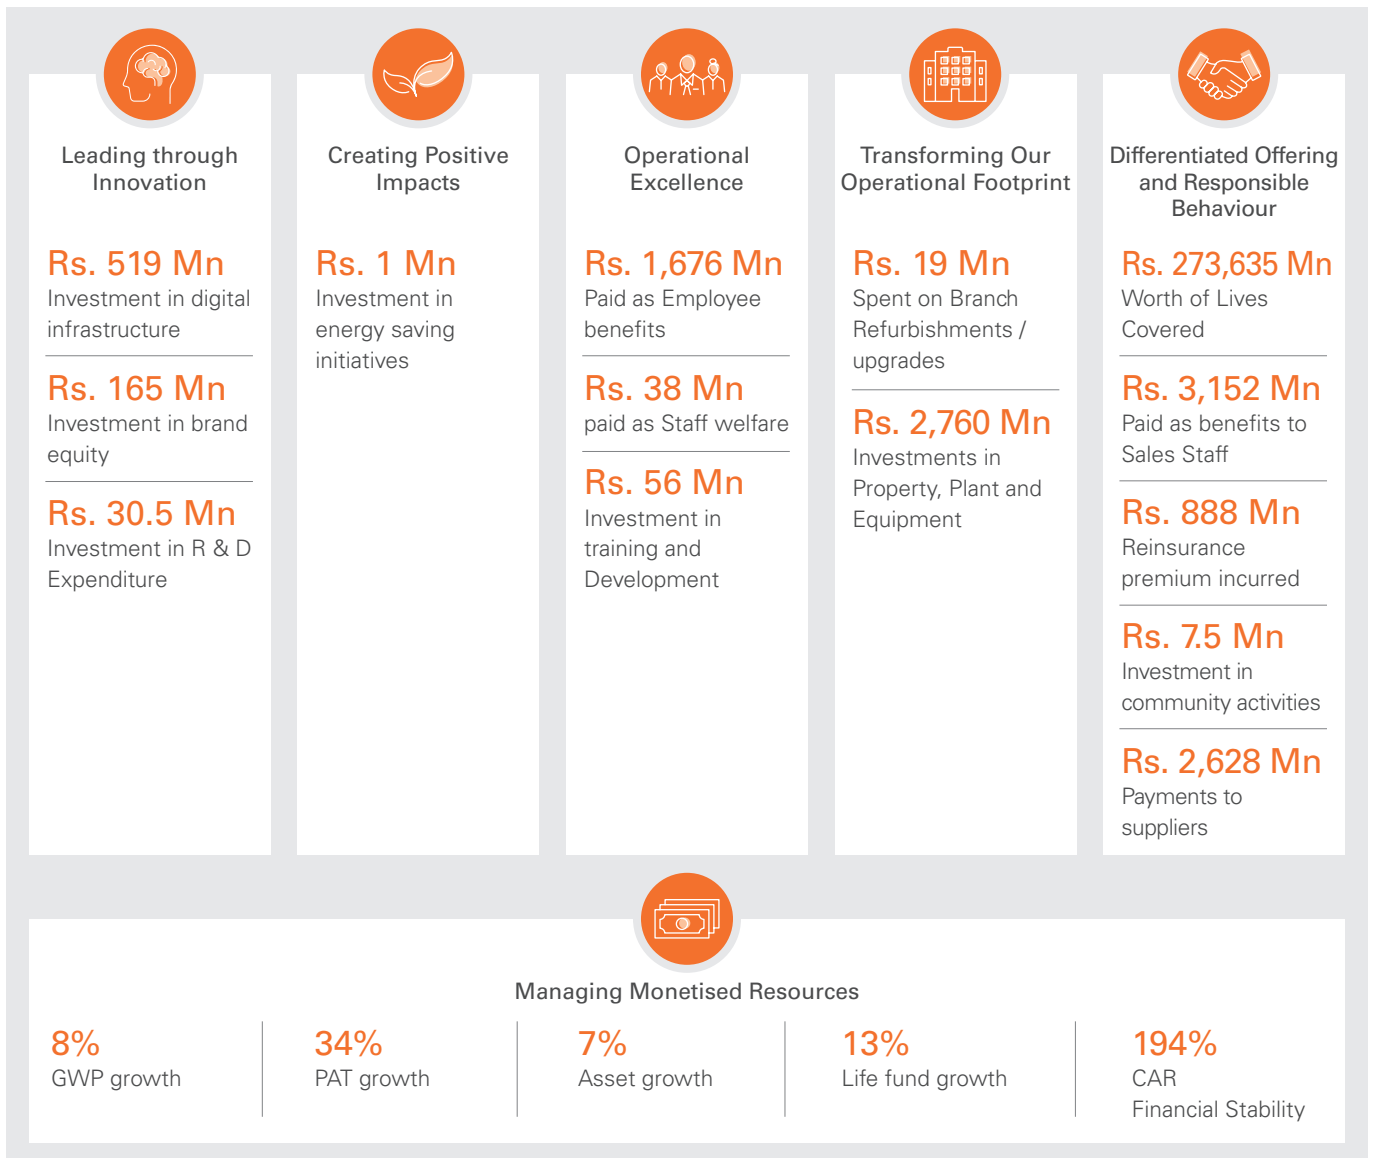 Leading through
Innovation
Rs. 519 Mn
Investment in digital
infrastructure
Rs. 165 Mn
Investment in brand
equity
Rs. 30.5 Mn
Investment in R & D
Expenditure
Creating Positive
Impacts
Rs. 1 Mn
Investment in
energy saving
initiatives
Operational
Excellence
Rs. 1,676 Mn
Paid as Employee
benefits
Rs. 38 Mn
paid as Staff welfare
Rs. 56 Mn
Investment in
training and
Development
Transforming Our
Operational Footprint
Rs. 19 Mn
Spent on Branch
Refurbishments /
upgrades
Rs. 2,760 Mn
Investments in
Property, Plant and
Equipment
Differentiated Offering
and Responsible
Behaviour
Rs. 273,635 Mn
Worth of Lives
Covered
Rs. 3,152 Mn
Paid as benefits to
Sales Staff
Rs. 888 Mn
Reinsurance
premium incurred
Rs. 7.5 Mn
Investment in
community activities
Rs. 2,628 Mn
Payments to
suppliers
Managing Monetised Resources
8%
GWP growth
34%
PAT growth
7%
Asset growth
13%
Life fund growth
194%
CAR
Financial Stability